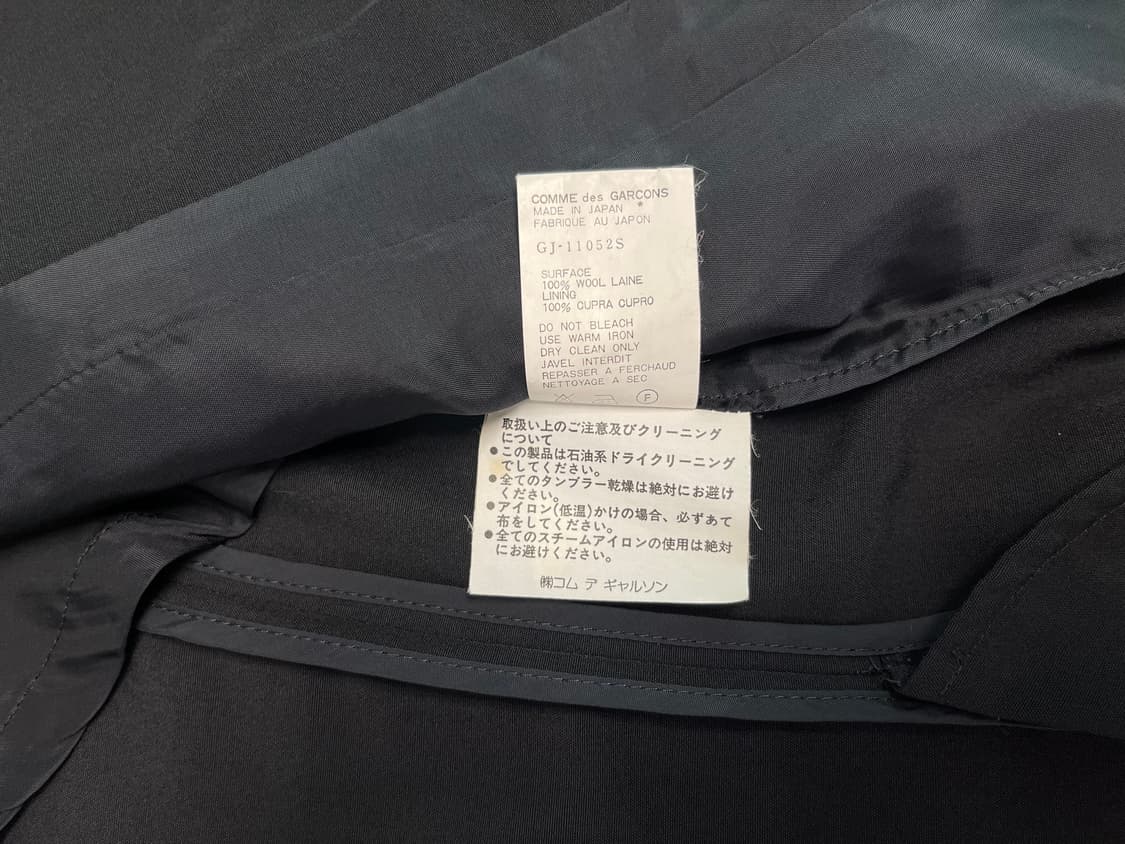 COMME des GARCONS
MADE IN JAPAN *
FABRIQUE AU JAPON
GJ-11052S
SURFACE
100% WOOL LAINE
LINING
100% CUPRA CUPRO
DO NOT BLEACH
USE WARM IRON
DRY CLEAN ONLY
JAVEL INTERDIT
REPASSER A FERCHAUD
NETTOYAGE A SEC
F
取扱い上のご注意及びクリーニング
について
●この製品は石油系ドライクリーニング
でしてください。
●全てのタンブラー乾燥は絶対にお避け
ください。
●アイロン(低温)かけの場合、必ずあて
布をしてください。
●全てのスチームアイロンの使用は絶対
にお避けください。
㈱コム デ ギャルソン